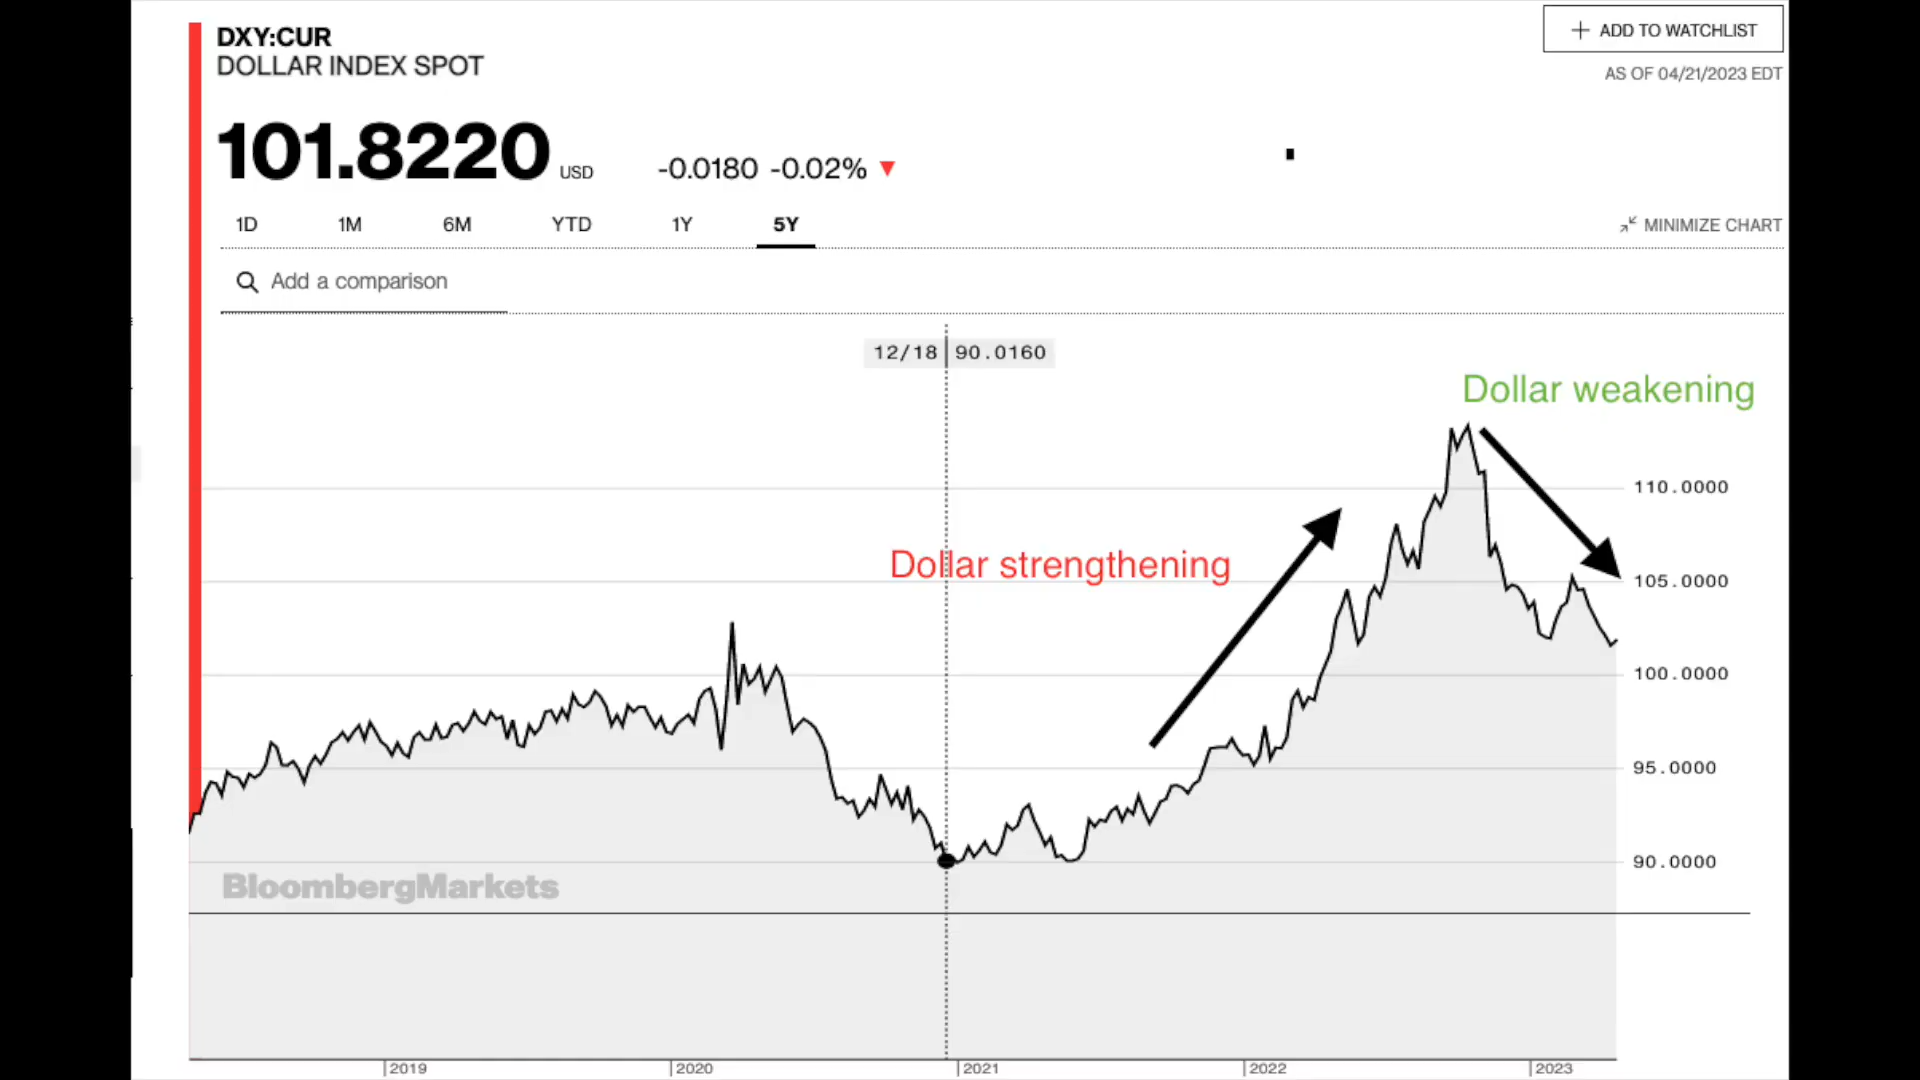 DXY:CUR
DOLLAR INDEX SPOT
+ ADD TO WATCHLIST
AS OF 04/21/2023 EDT
101.8220 USD -0.0180 -0.02% ▼
1D 1M 6M YTD 1Y 5Y
MINIMIZE CHART
Add a comparison
12/18 90.0160
Dollar weakening
110.0000
Dollar strengthening
105.0000
100.0000
95.0000
90.0000
BloombergMarkets
2019 2020 2021 2022 2023